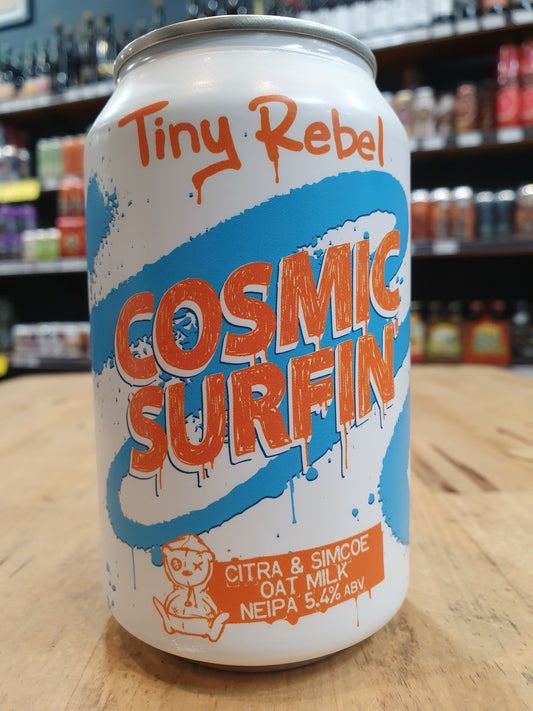 Tiny Rebel
COSMIC
SURFIN'
CITRA & SIMCOE
OAT MILK
NEIPA 5.4% ABV